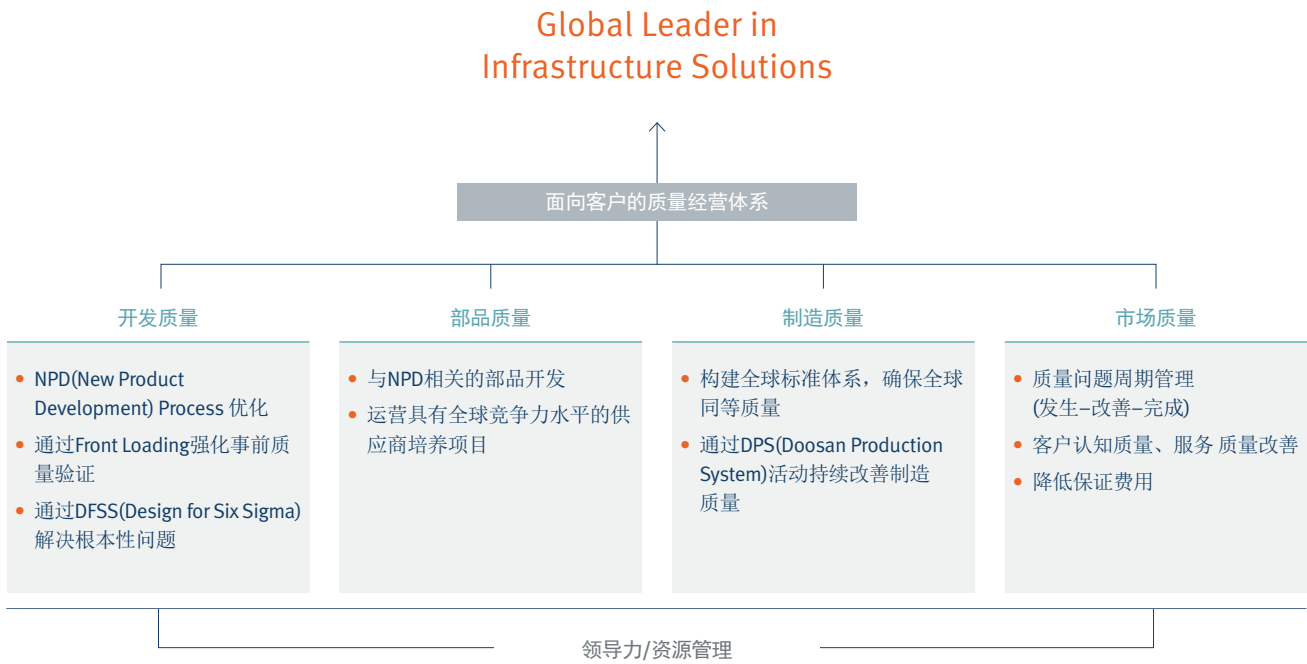 Global Leader in
Infrastructure Solutions
面向客户的质量经营体系
开发质量
NPD(New Product
Development) Process 优化
通过Front Loading强化事前质
量验证
通过DFSS(Design for Six Sigma)
解决根本性问题
部品质量
与NPD相关的部品开发
运营具有全球竞争力水平的供
应商培养项目
制造质量
构建全球标准体系，确保全球
同等质量
通过DPS(Doosan Production
System)活动持续改善制造
质量
市场质量
质量问题周期管理
(发生–改善–完成)
客户认知质量、服务 质量改善
降低保证费用
领导力/资源管理